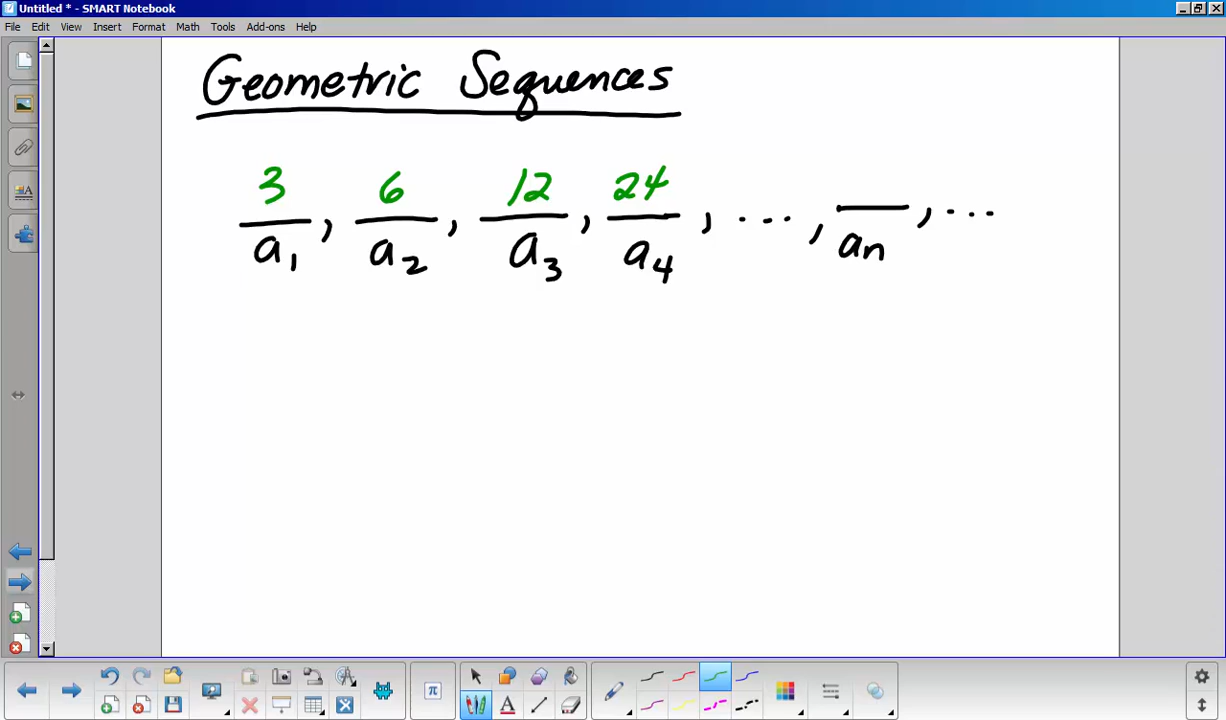 Untitled * - SMART Notebook
File Edit View Insert Format Math Tools Add-ons Help
Geometric Sequences
3 6 12 24
a₁, a₂, a₃, a₄, ..., aₙ, ...
π
A